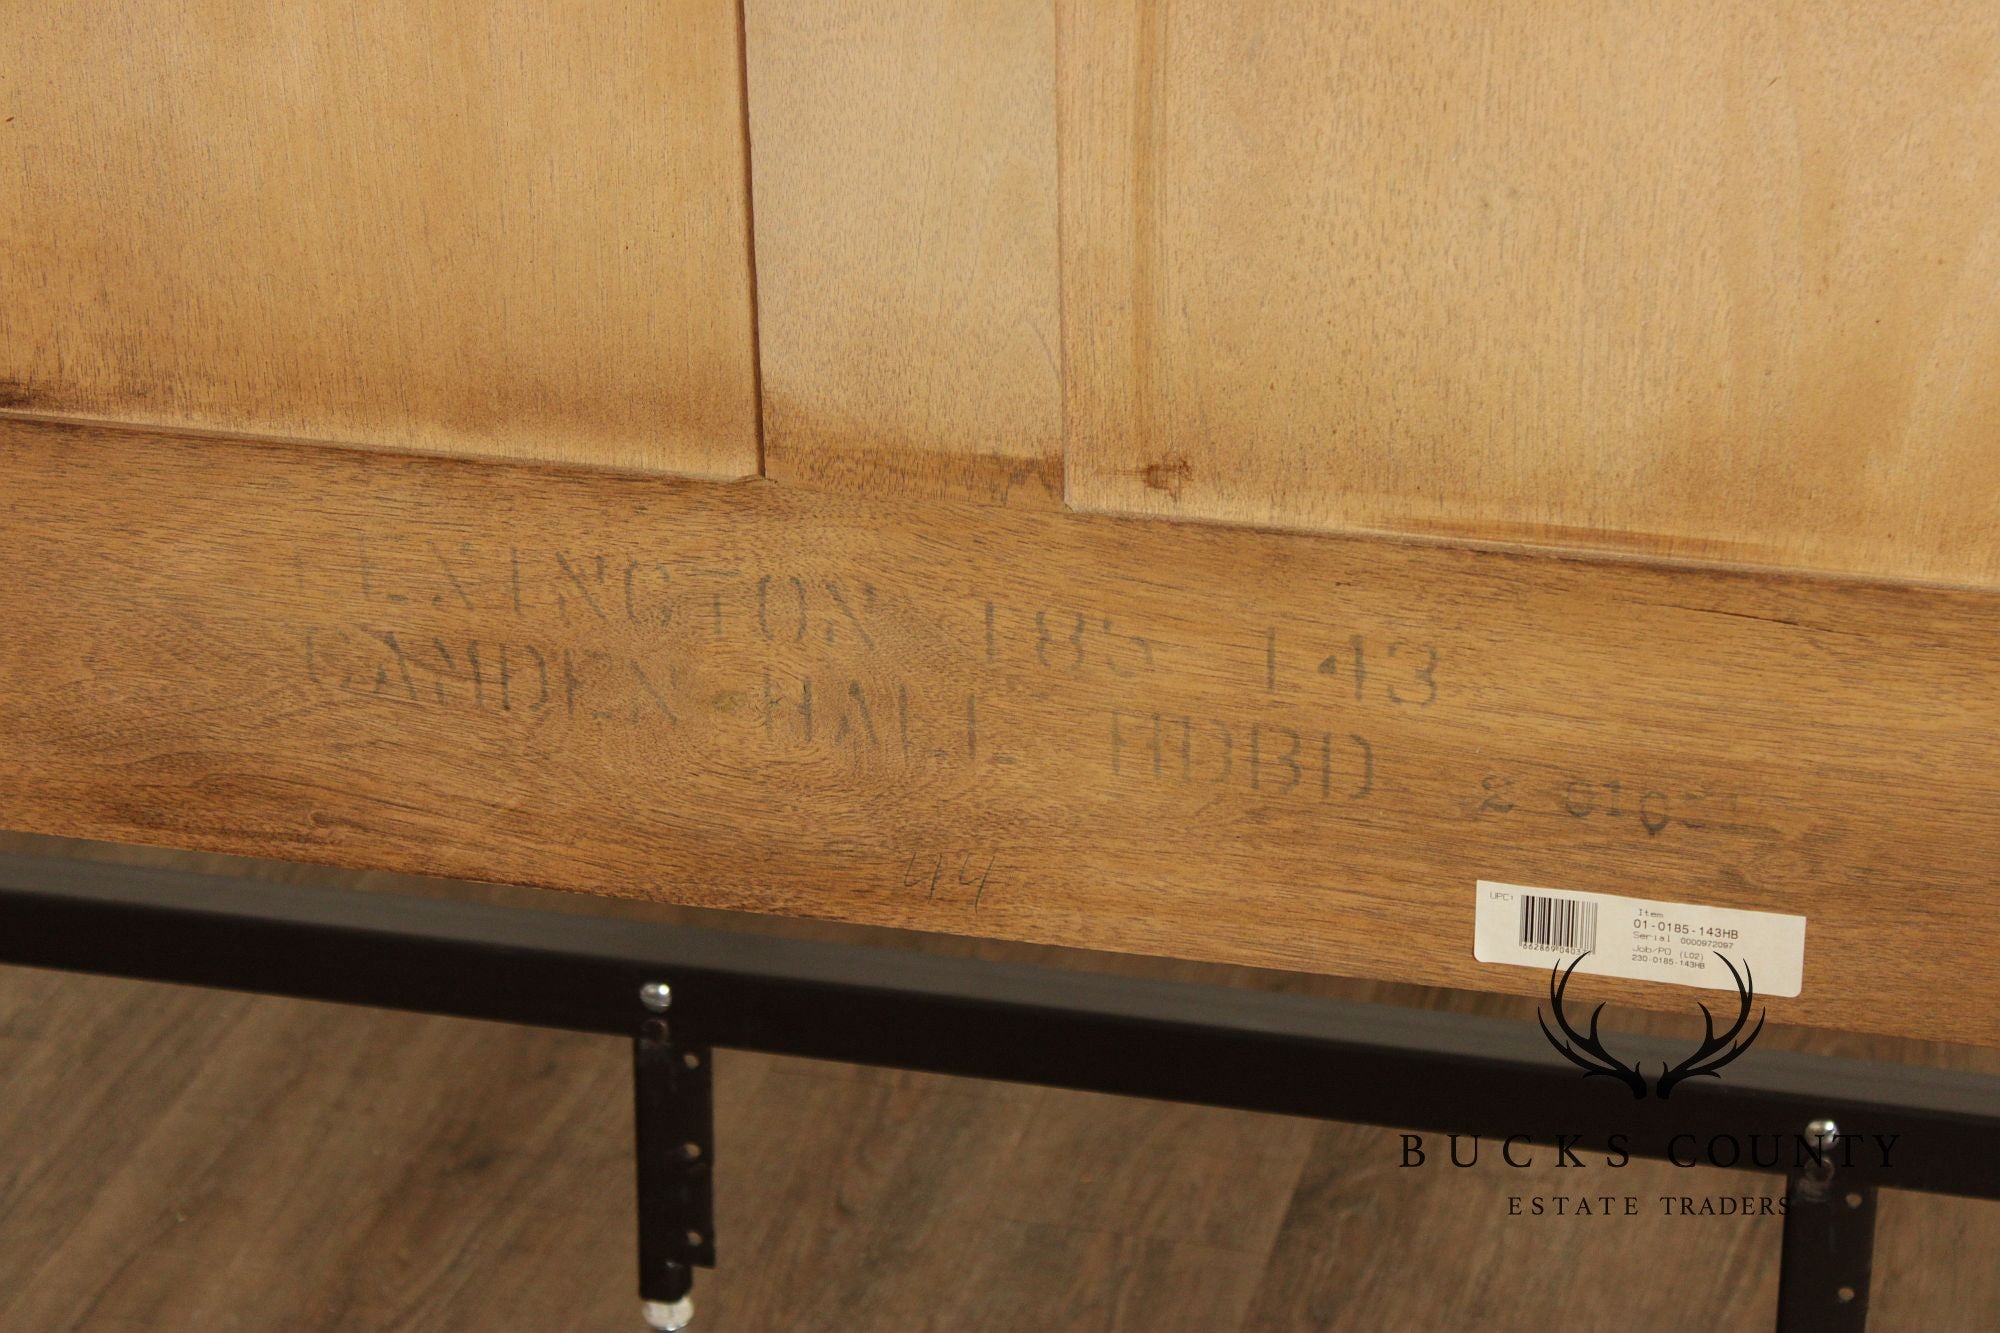 LEXINGTON 185 143
CAMDEN HALL HDBD
44
UPC1
Item
01-0185-143HB
Serial 0000972097
Job/PO (L02)
230-0185-143HB
BUCKS COUNTY
ESTATE TRADERS